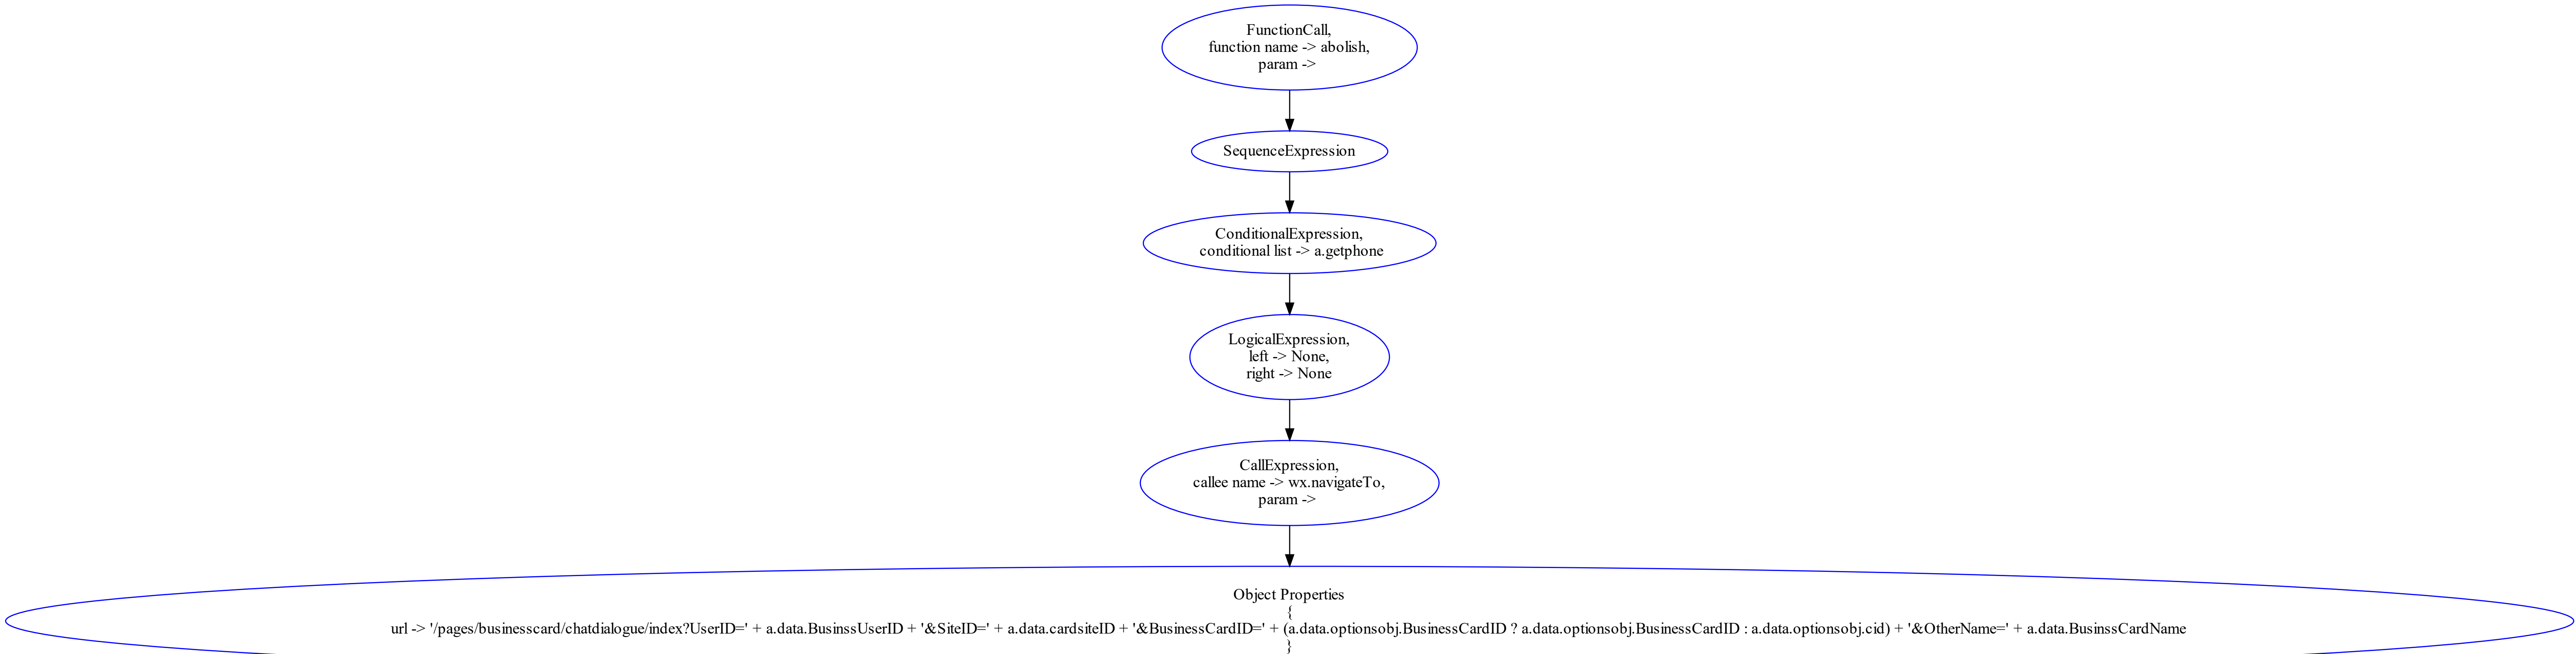 FunctionCall,
function name -> abolish,
param ->
SequenceExpression
ConditionalExpression,
conditional list -> a.getphone
LogicalExpression,
left -> None,
right -> None
CallExpression,
callee name -> wx.navigateTo,
param ->
Object Properties
{
url -> '/pages/businesscard/chatdialogue/index?UserID=' + a.data.BusinssUserID + '&SiteID=' + a.data.cardsiteID + '&BusinessCardID=' + (a.data.optionsobj.BusinessCardID ? a.data.optionsobj.BusinessCardID : a.data.optionsobj.cid) + '&OtherName=' + a.data.BusinssCardName
}